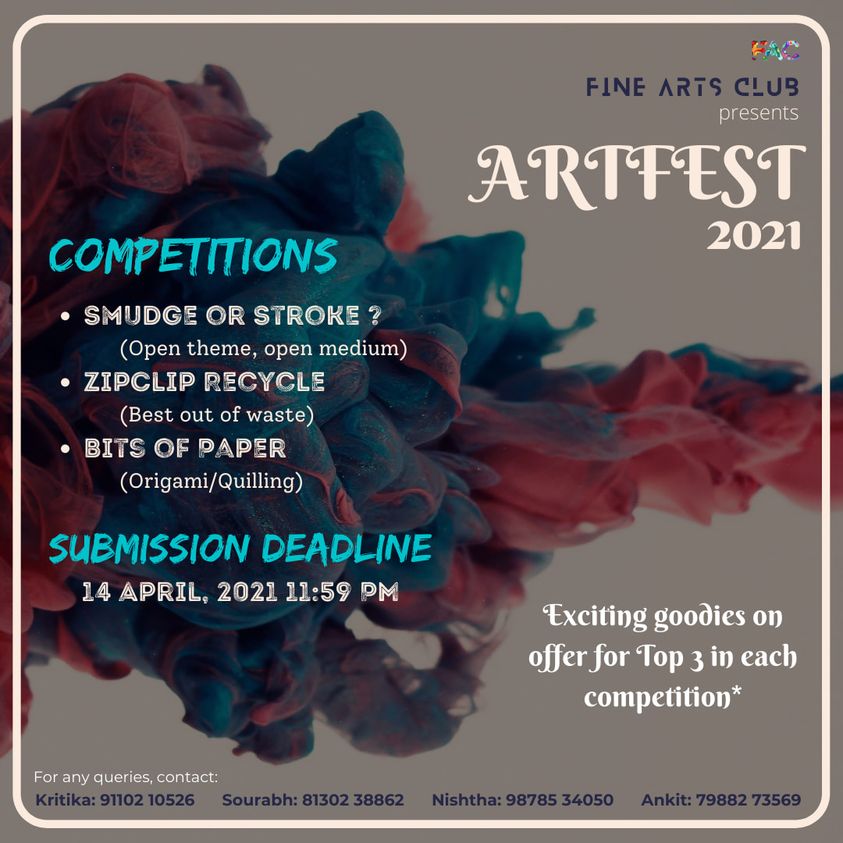 FAC
FINE ARTS CLUB
presents
ARTFEST
2021
COMPETITIONS
• SMUDGE OR STROKE ?
(Open theme, open medium)
• ZIPCLIP RECYCLE
(Best out of waste)
• BITS OF PAPER
(Origami/Quilling)
SUBMISSION DEADLINE
14 APRIL, 2021 11:59 PM
Exciting goodies on
offer for Top 3 in each
competition*
For any queries, contact:
Kritika: 91102 10526 Sourabh: 81302 38862 Nishtha: 98785 34050 Ankit: 79882 73569